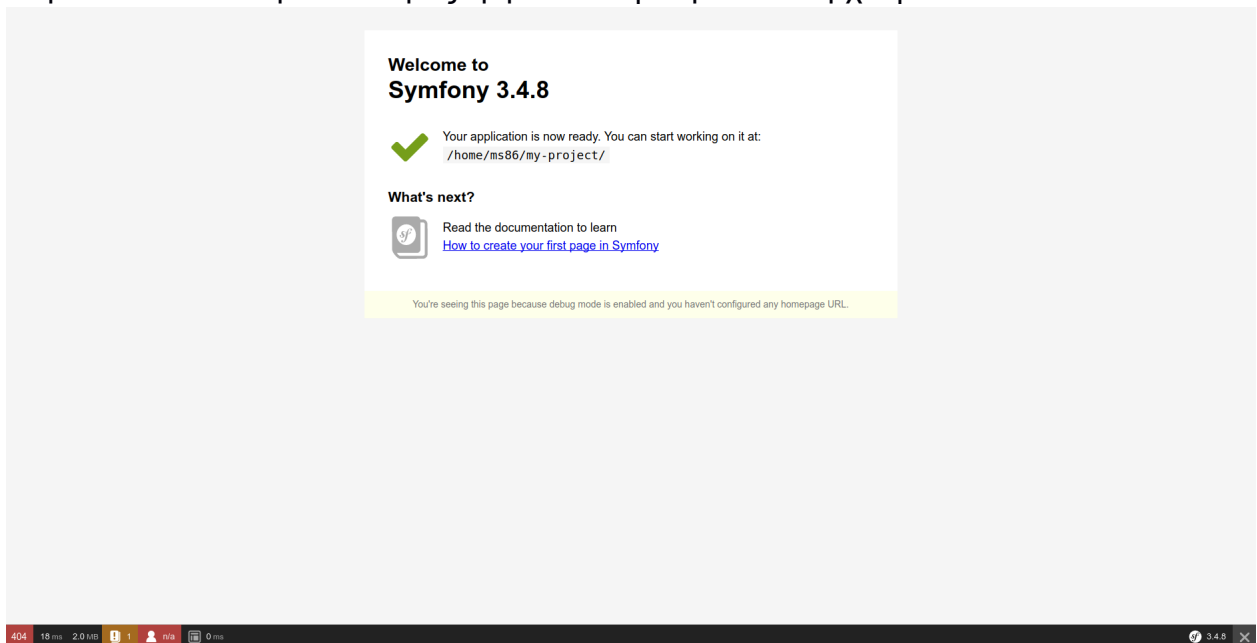 Welcome to
Symfony 3.4.8
Your application is now ready. You can start working on it at:
/home/ms86/my-project/
What's next?
sf
Read the documentation to learn
How to create your first page in Symfony
You're seeing this page because debug mode is enabled and you haven't configured any homepage URL.
404 18 ms 2.0 MB 1 n/a 0 ms sf 3.4.8